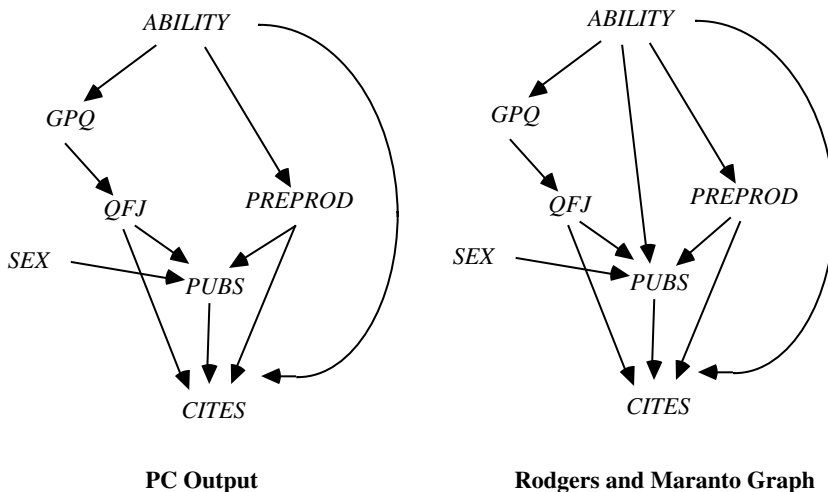 ABILITY
GPQ
QFJ
PREPROD
SEX
PUBS
CITES
PC Output
ABILITY
GPQ
QFJ
PREPROD
SEX
PUBS
CITES
Rodgers and Maranto Graph